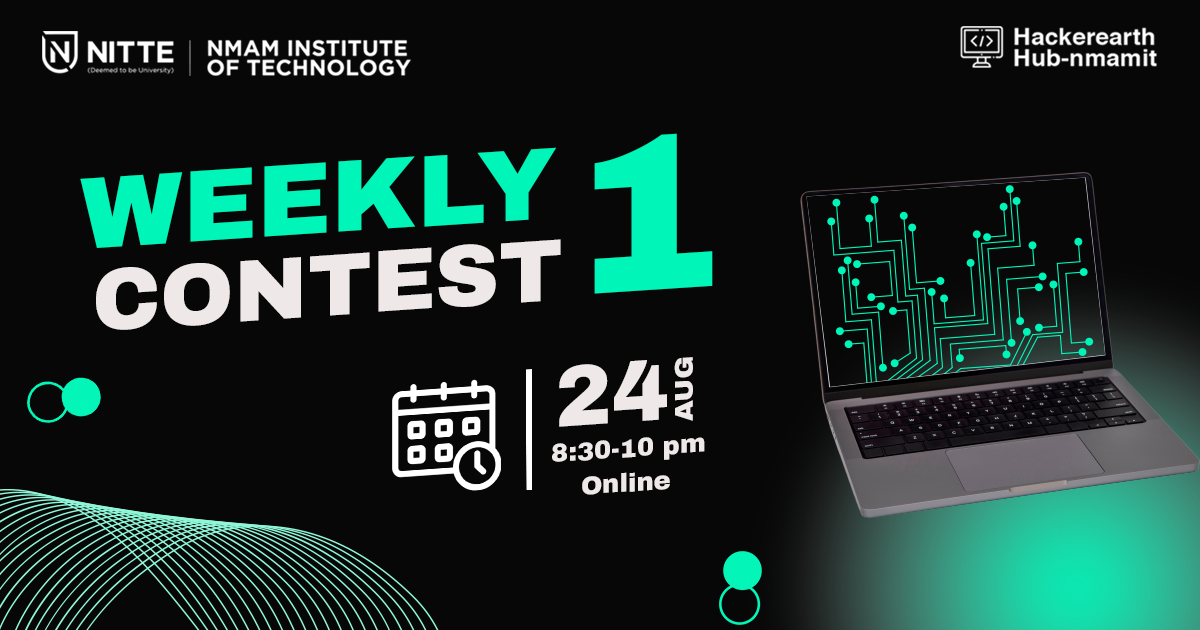 NITTE
(Deemed to be University)
NMAM INSTITUTE
OF TECHNOLOGY
Hackerearth
Hub-nmamit
WEEKLY
CONTEST
1
24
AUG
8:30-10 pm
Online